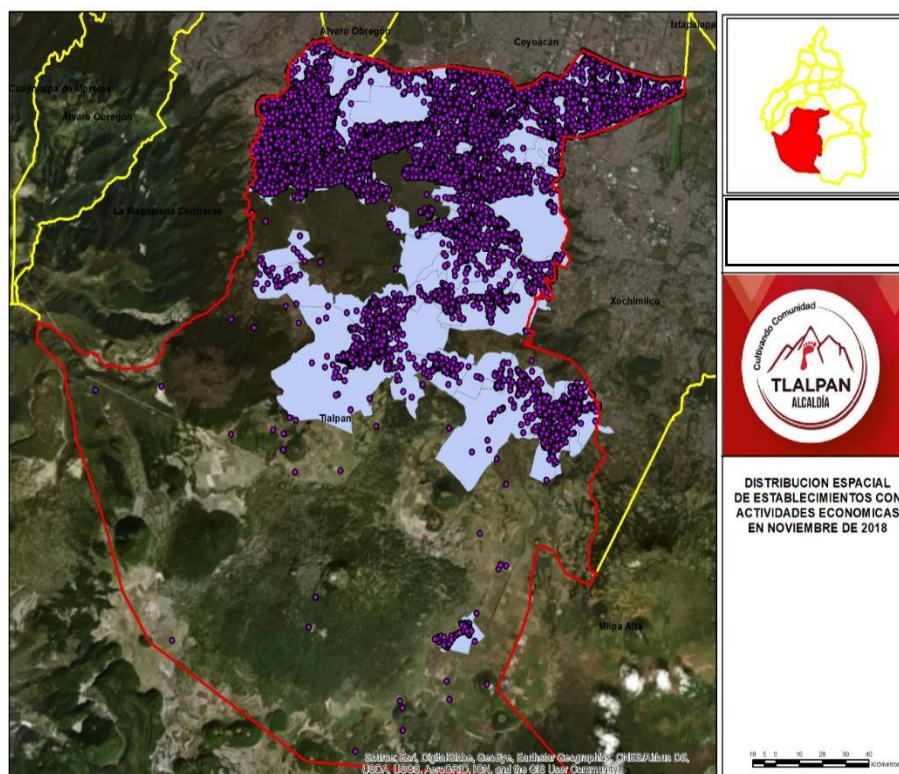 Alvaro Obregón
Coyoacán
Iztapalapa
Cuajimalpa de Morelos
Álvaro Obregón
La Magdalena Contreras
Xochimilco
Tlalpan
Milpa Alta
Source: Esri, DigitalGlobe, GeoEye, Earthstar Geographics, CNES/Airbus DS,
USDA, USGS, AeroGRID, IGN, and the GIS User Community
Cultivando Comunidad
TLALPAN
ALCALDÍA
DISTRIBUCION ESPACIAL
DE ESTABLECIMIENTOS CON
ACTIVIDADES ECONOMICAS
EN NOVIEMBRE DE 2018
10 5 0 10 20 30 40
Kilómetros